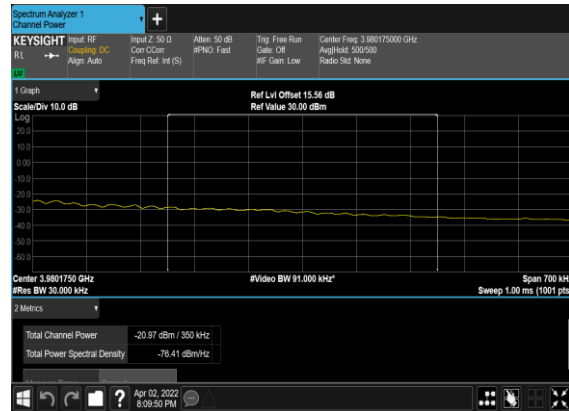 Spectrum Analyzer 1
Channel Power
+
KEYSIGHT Input: RF Input Z: 50 Ω Atten: 50 dB Trig: Free Run Center Freq: 3.980175000 GHz
RL Coupling: DC Corr CCorr #PNO: Fast Gate: Off Avg|Hold: 500/500
Align: Auto Freq Ref: Int (S) #IF Gain: Low Radio Std: None
1 Graph
Ref Lvl Offset 15.56 dB
Scale/Div 10.0 dB Ref Value 30.00 dBm
Log
20.0
10.0
0.00
-10.0
-20.0
-30.0
-40.0
-50.0
-60.0
Center 3.9801750 GHz #Video BW 91.000 kHz* Span 700 kH
#Res BW 30.000 kHz Sweep 1.00 ms (1001 pts
2 Metrics
Total Channel Power -20.97 dBm / 350 kHz
Total Power Spectral Density -76.41 dBm/Hz
?
Apr 02, 2022
8:09:50 PM